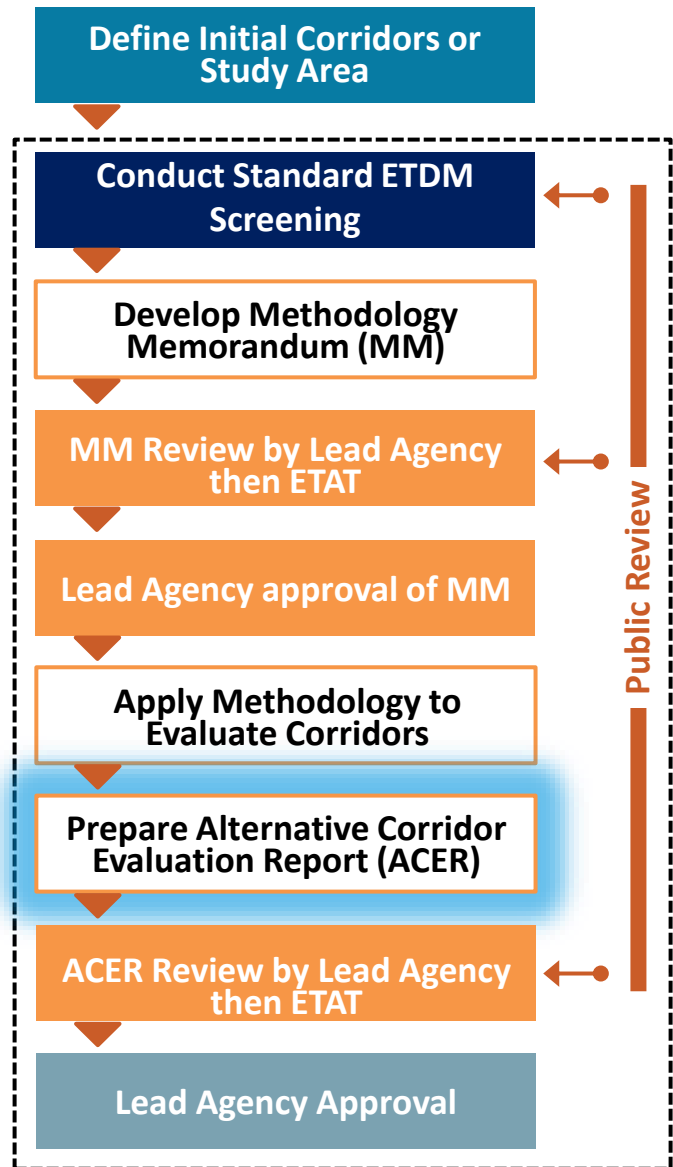 Define Initial Corridors or
Study Area
Conduct Standard ETDM
Screening
Develop Methodology
Memorandum (MM)
MM Review by Lead Agency
then ETAT
Lead Agency approval of MM
Apply Methodology to
Evaluate Corridors
Prepare Alternative Corridor
Evaluation Report (ACER)
ACER Review by Lead Agency
then ETAT
Lead Agency Approval
Public Review